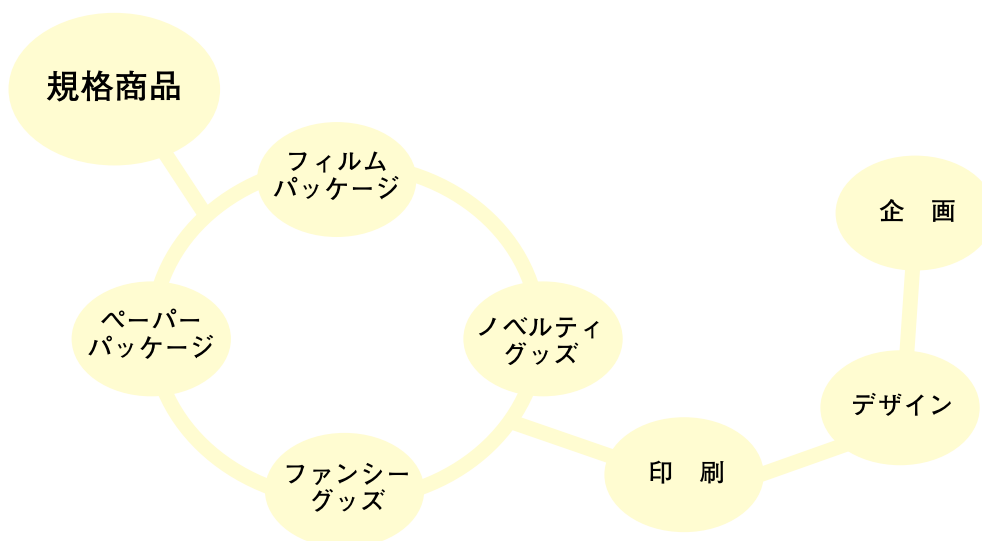 規格商品
フィルム
パッケージ
企　画
ペーパー
パッケージ
ノベルティ
グッズ
デザイン
ファンシー
グッズ
印　刷